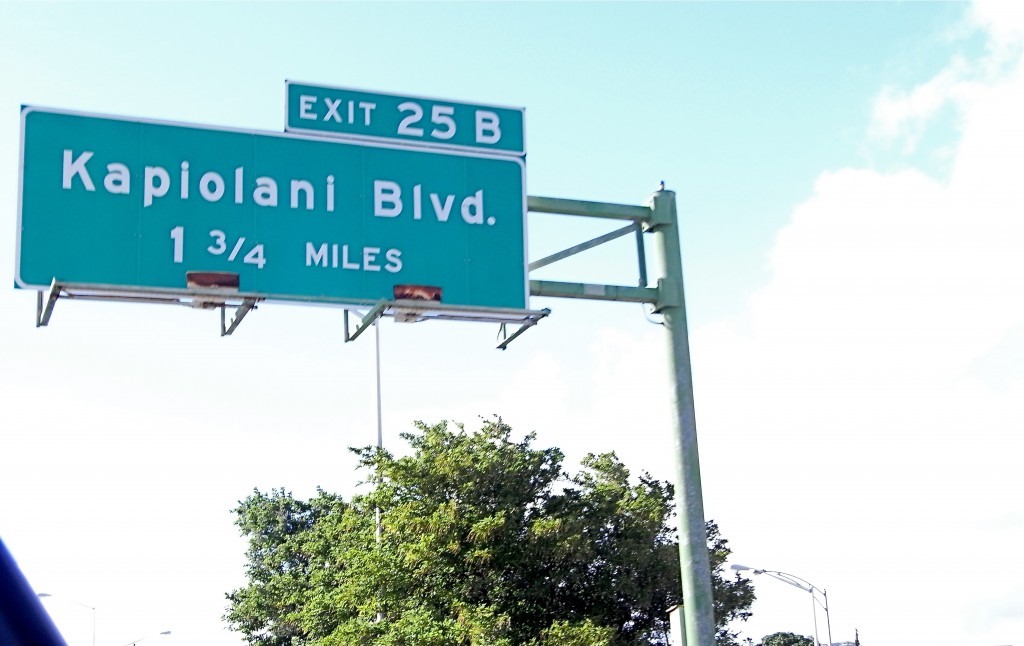 EXIT 25 B
Kapiolani Blvd.
1 3/4 MILES